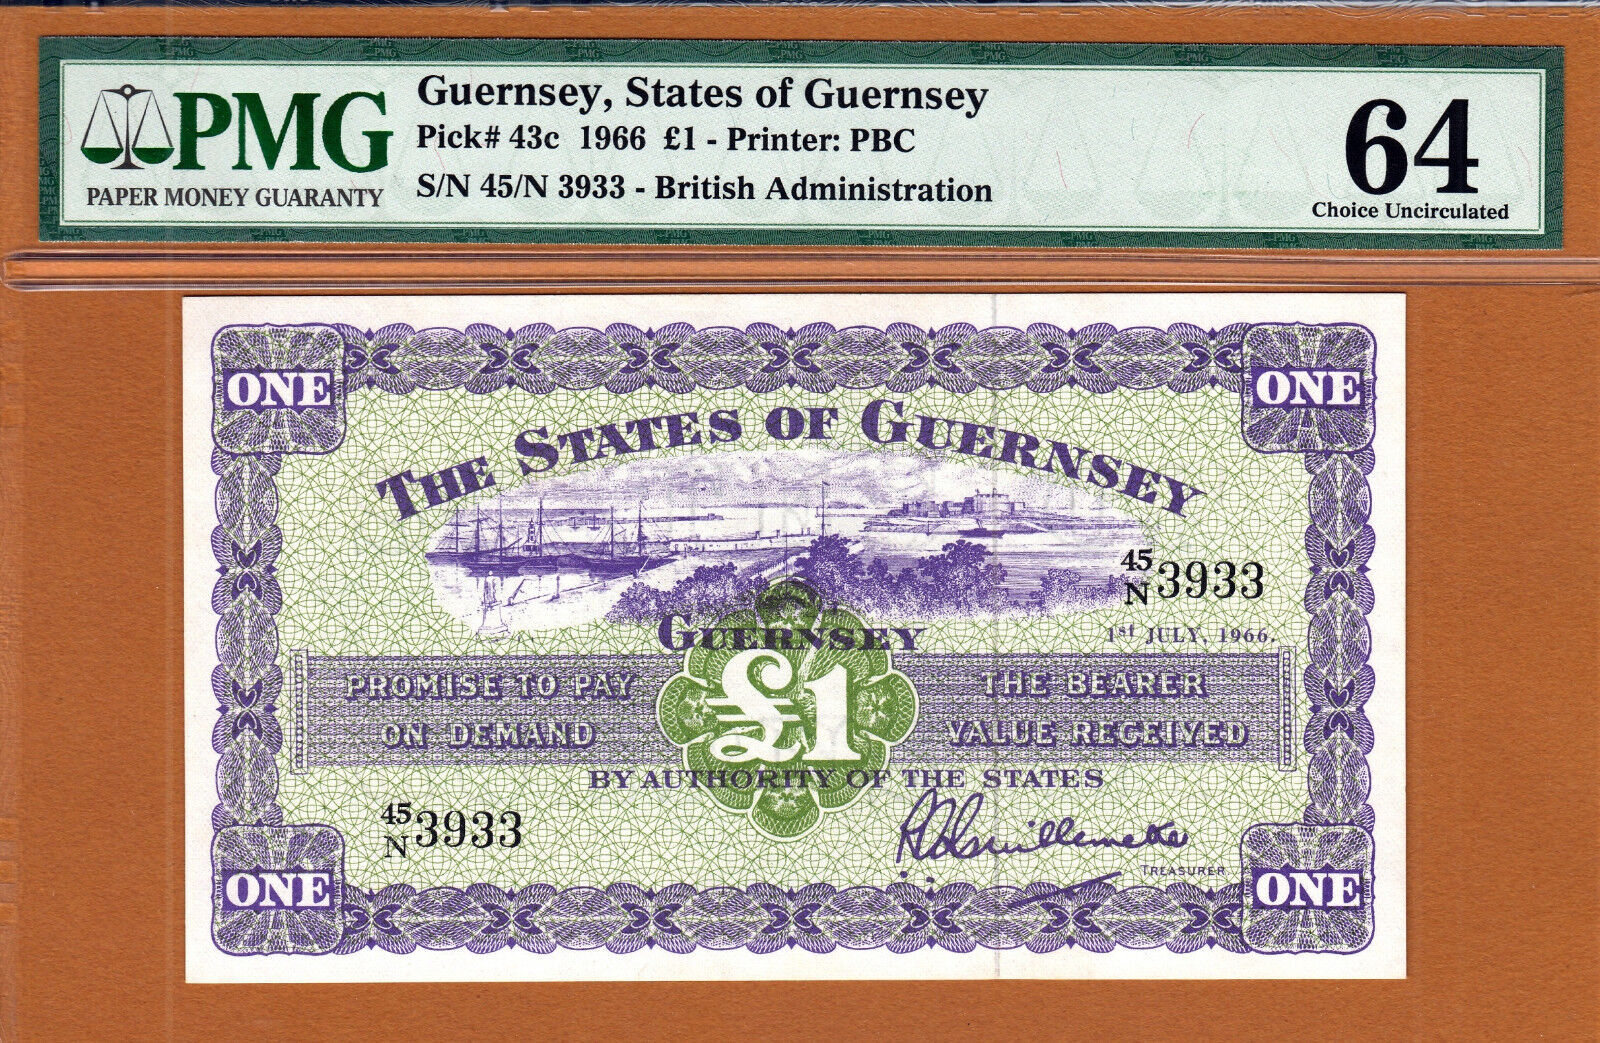 PMG
PAPER MONEY GUARANTY
Guernsey, States of Guernsey
Pick# 43c 1966 £1 - Printer: PBC
S/N 45/N 3933 - British Administration
64
Choice Uncirculated
ONE
ONE
THE STATES OF GUERNSEY
45/N 3933
GUERNSEY
1st JULY, 1966.
PROMISE TO PAY
THE BEARER
£1
ON DEMAND
VALUE RECEIVED
BY AUTHORITY OF THE STATES
45/N 3933
TREASURER
ONE
ONE